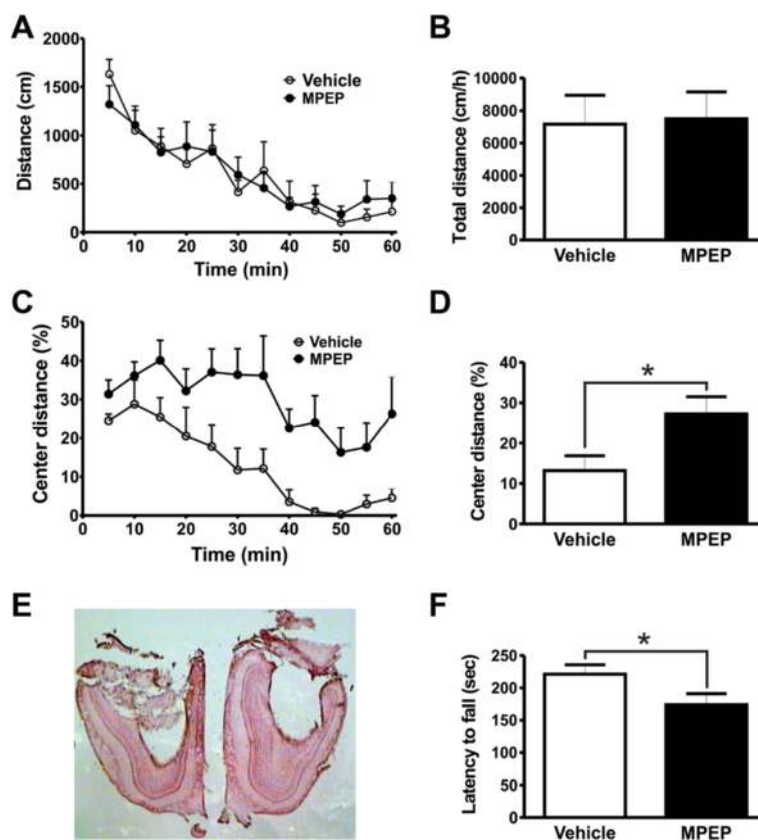 A
Distance (cm)
2000
1500
1000
500
0
Vehicle
MPEP
0 10 20 30 40 50 60
Time (min)
B
Total distance (cm/h)
10000
8000
6000
4000
2000
0
Vehicle MPEP
C
Center distance (%)
50
40
30
20
10
0
Vehicle
MPEP
0 10 20 30 40 50 60
Time (min)
D
Center distance (%)
40
30
20
10
0
*
Vehicle MPEP
E
F
Latency to fall (sec)
250
200
150
100
50
0
*
Vehicle MPEP